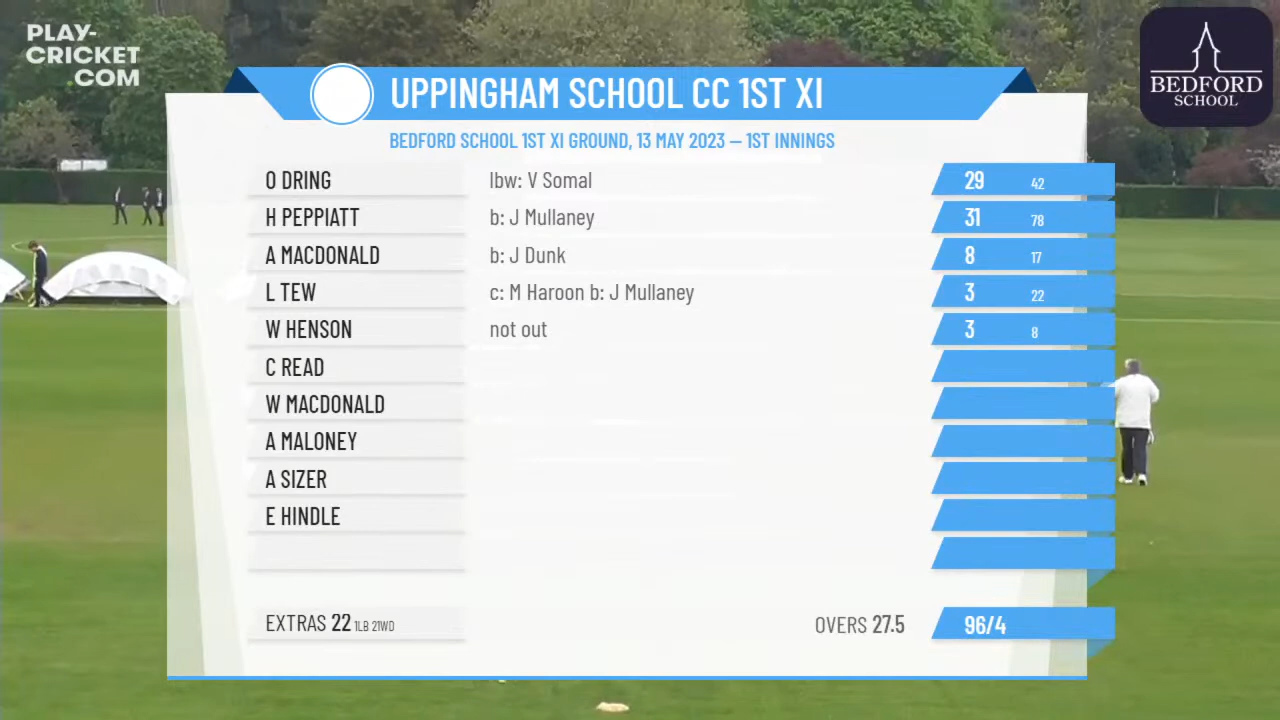 PLAY-
CRICKET
.COM
BEDFORD
SCHOOL
UPPINGHAM SCHOOL CC 1ST XI
BEDFORD SCHOOL 1ST XI GROUND, 13 MAY 2023 – 1ST INNINGS
O DRING lbw: V Somal 29 42
H PEPPIATT b: J Mullaney 31 78
A MACDONALD b: J Dunk 8 17
L TEW c: M Haroon b: J Mullaney 3 22
W HENSON not out 3 8
C READ
W MACDONALD
A MALONEY
A SIZER
E HINDLE
EXTRAS 22 1LB 21WD OVERS 27.5 96/4